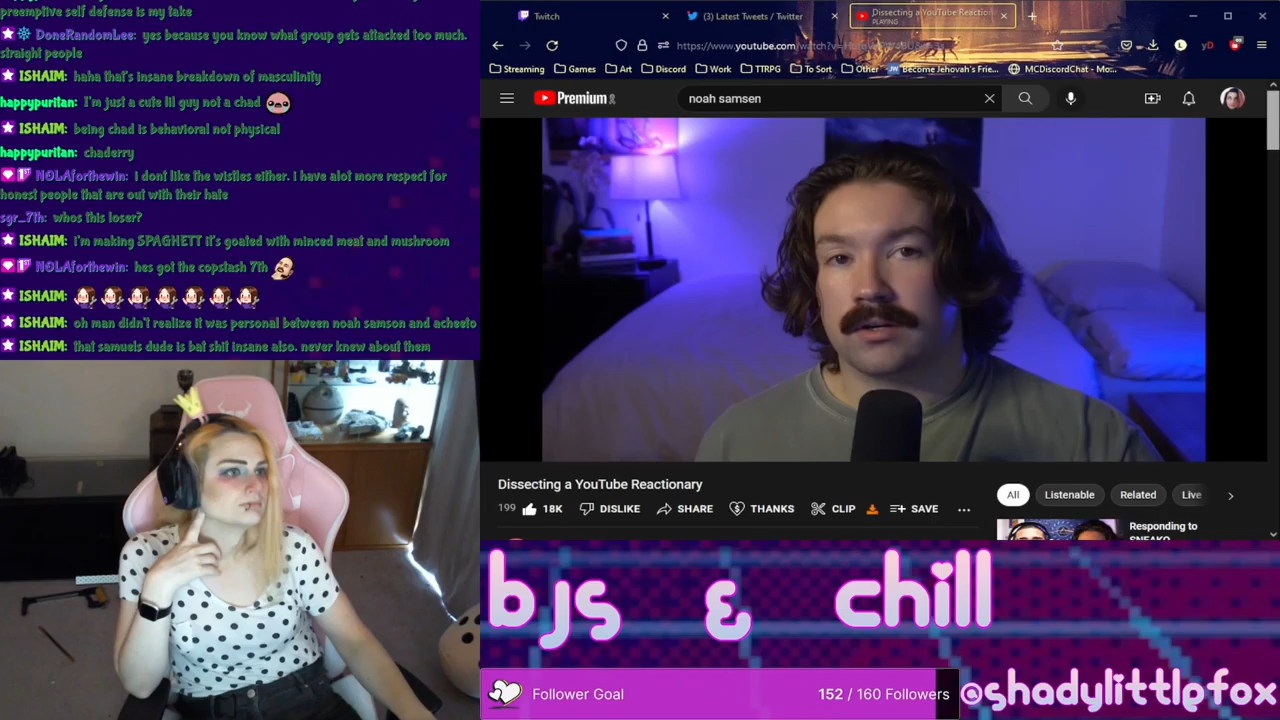 preemptive self defense is my take
DoneRandomLee: yes because you know what group gets attacked too much.
straight people
ISHAIM: haha that's insane breakdown of masculinity
happypuritan: I'm just a cute lil guy not a chad
ISHAIM: being chad is behavioral not physical
happypuritan: chaderry
NOLAforthewin: i dont like the wistles either. i have alot more respect for
honest people that are out with their hate
sgr_7th: whos this loser?
ISHAIM: i'm making SPAGHETT it's goated with minced meat and mushroom
NOLAforthewin: hes got the copstash 7th
ISHAIM:
ISHAIM: oh man didn't realize it was personal between noah samson and acheeto
ISHAIM: that samuels dude is bat shit insane also. never knew about them
Twitch
(3) Latest Tweets / Twitter
Dissecting a YouTube Reaction
PLAYING
https://www.youtube.com/watch?v=
Streaming Games Art Discord Work TTRPG To Sort Other Become Jehovah's Frie... MCDiscordChat - Mo...
Premium
noah samsen
Dissecting a YouTube Reactionary
199 18K DISLIKE SHARE THANKS CLIP SAVE ...
All Listenable Related Live
Responding to
SNEAKO
bjs & chill
Follower Goal 152 / 160 Followers
@shadylittlefox